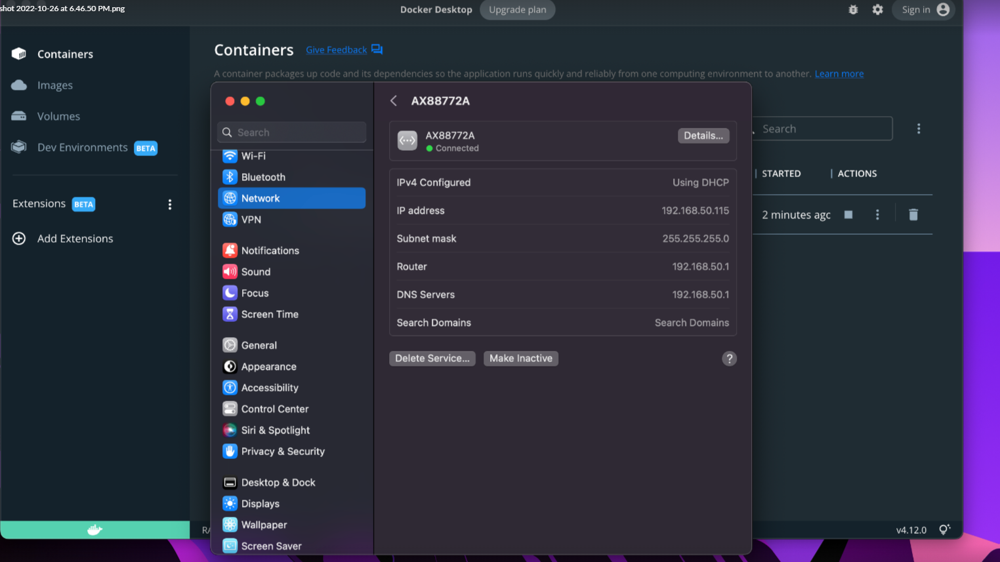 shot 2022-10-26 at 6.46.50 PM.png
Docker Desktop
Upgrade plan
Sign in
Containers
Images
Volumes
Dev Environments BETA
Extensions BETA
Add Extensions
Containers Give Feedback
A container packages up code and its dependencies so the application runs quickly and reliably from one computing environment to another. Learn more
Search
STARTED
ACTIONS
2 minutes ago
v4.12.0
Search
Wi-Fi
Bluetooth
Network
VPN
Notifications
Sound
Focus
Screen Time
General
Appearance
Accessibility
Control Center
Siri & Spotlight
Privacy & Security
Desktop & Dock
Displays
Wallpaper
Screen Saver
AX88772A
AX88772A
Connected
Details...
IPv4 Configured Using DHCP
IP address 192.168.50.115
Subnet mask 255.255.255.0
Router 192.168.50.1
DNS Servers 192.168.50.1
Search Domains Search Domains
Delete Service...
Make Inactive
?